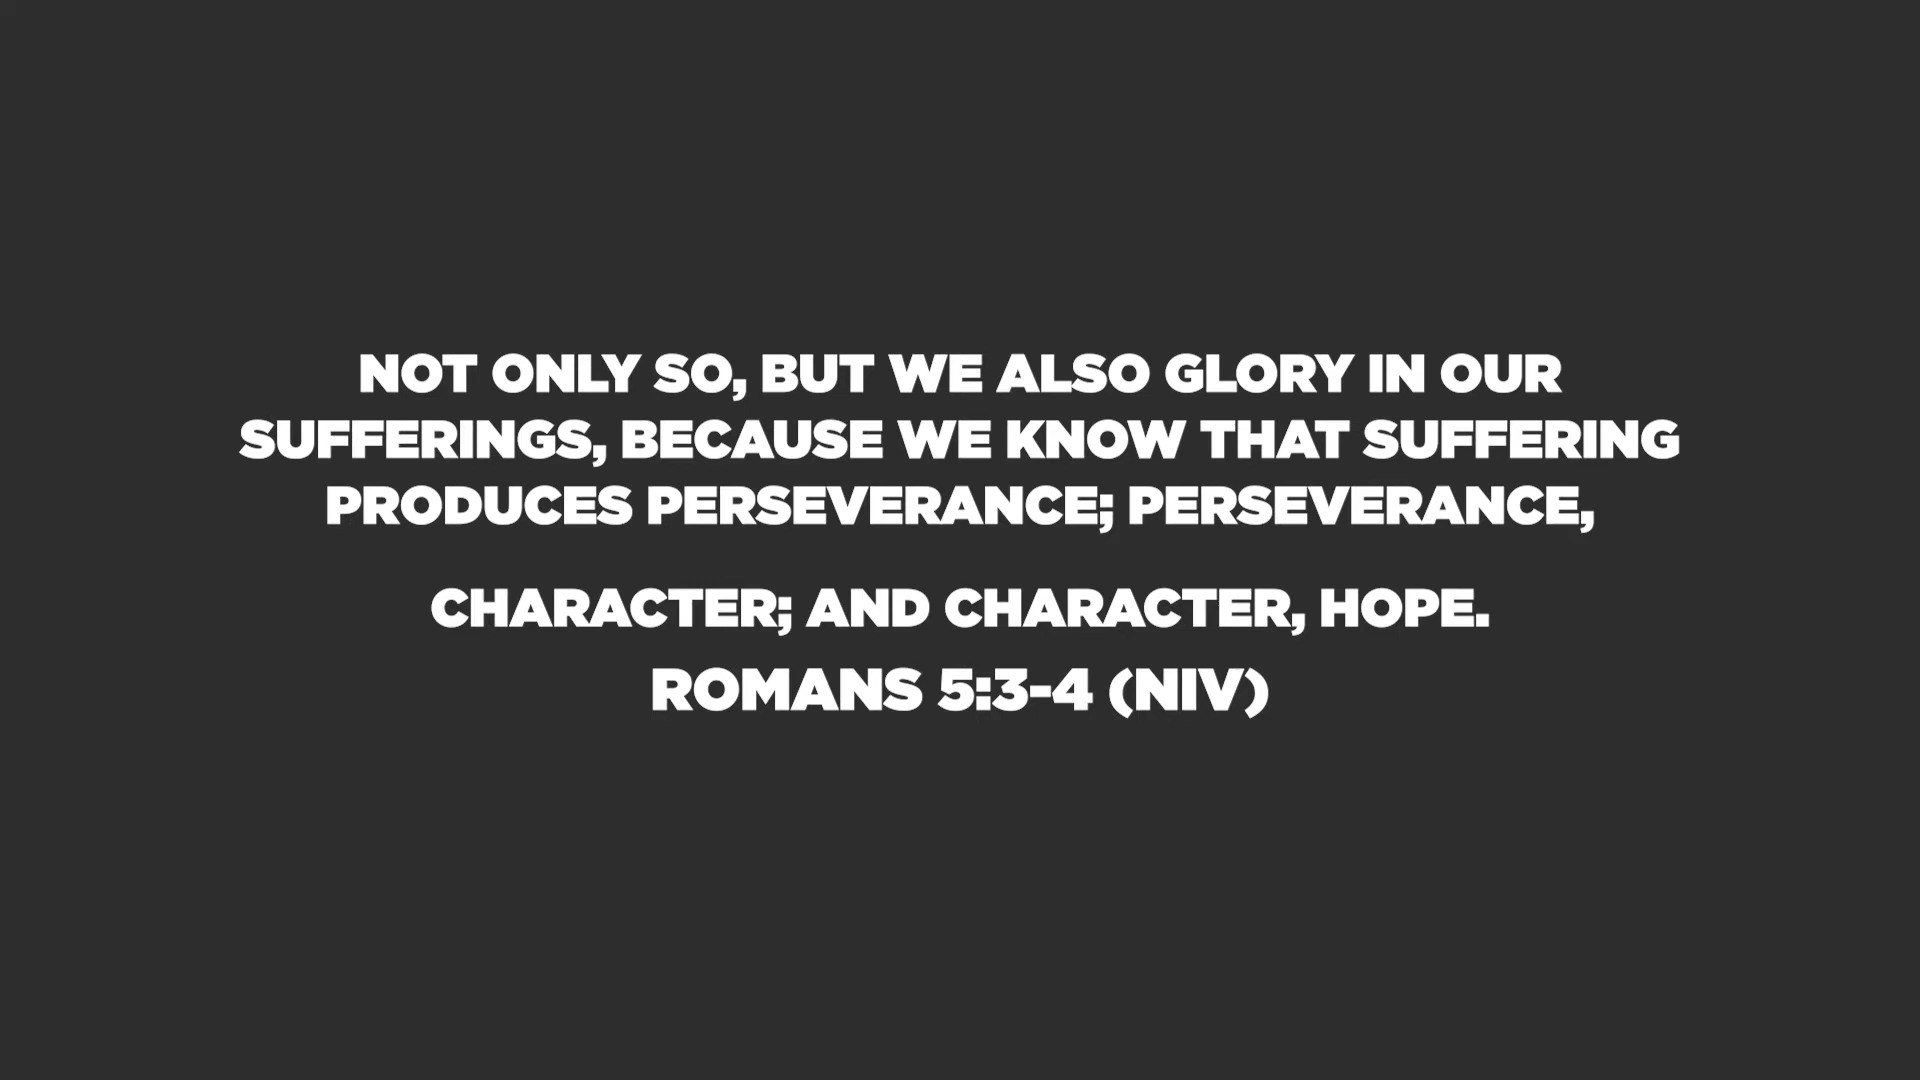 NOT ONLY SO, BUT WE ALSO GLORY IN OUR
SUFFERINGS, BECAUSE WE KNOW THAT SUFFERING
PRODUCES PERSEVERANCE; PERSEVERANCE,
CHARACTER; AND CHARACTER, HOPE.
ROMANS 5:3-4 (NIV)